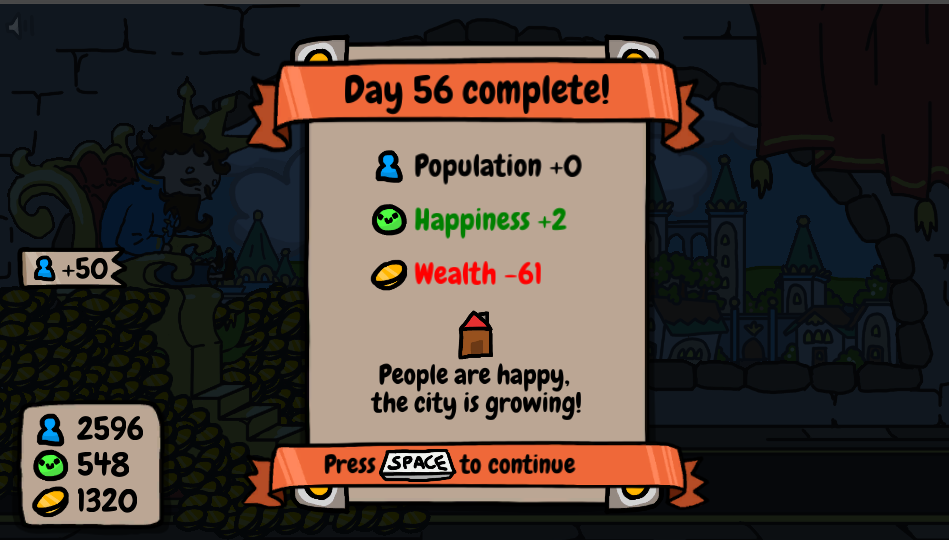 Day 56 complete!
Population +0
Happiness +2
Wealth -61
+50
People are happy,
the city is growing!
2596
548
1320
Press SPACE to continue